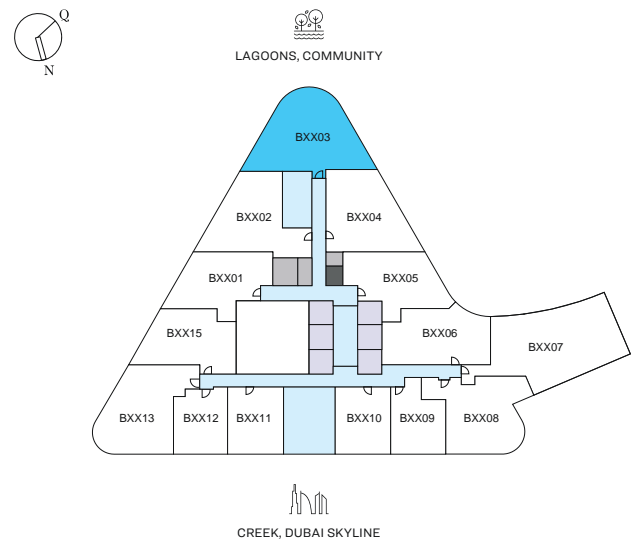 Q
N
LAGOONS, COMMUNITY
BXX03
BXX02 BXX04
BXX01 BXX05
BXX15 BXX06
BXX07
BXX13 BXX12 BXX11 BXX10 BXX09 BXX08
CREEK, DUBAI SKYLINE